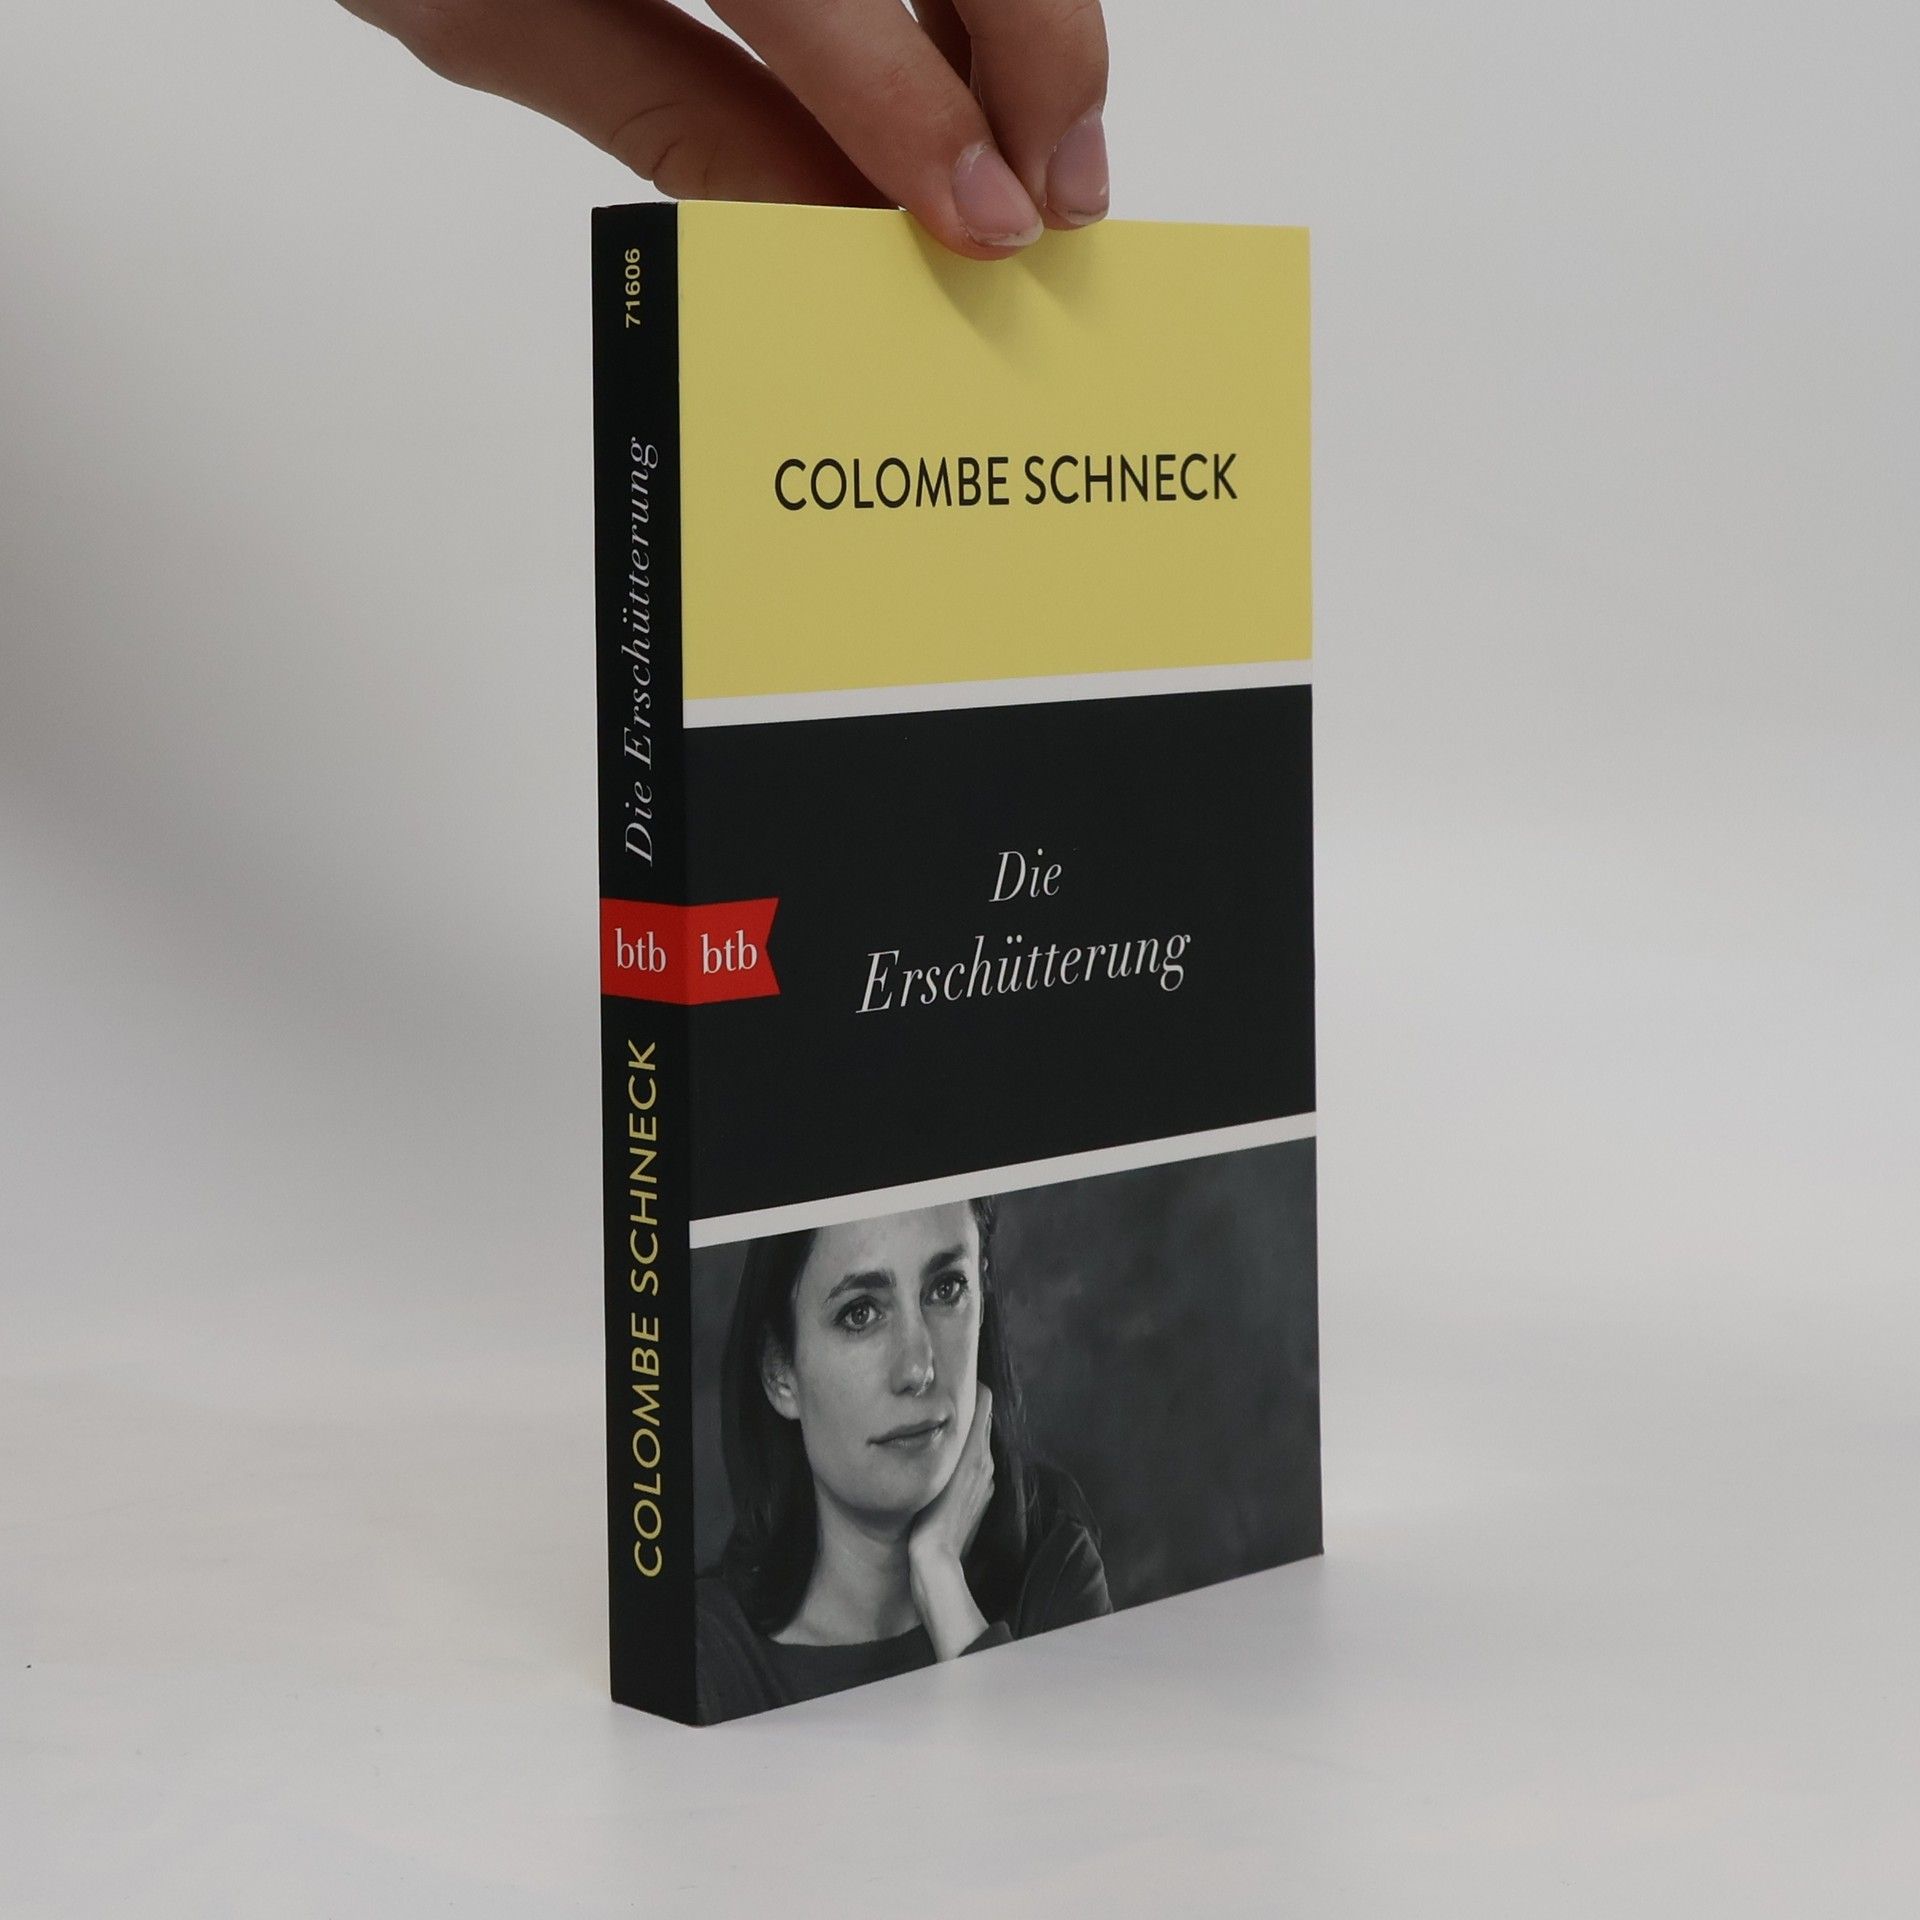 71606
Die Erschütterung
btb
COLOMBE SCHNECK
COLOMBE SCHNECK
Die
Erschütterung
btb